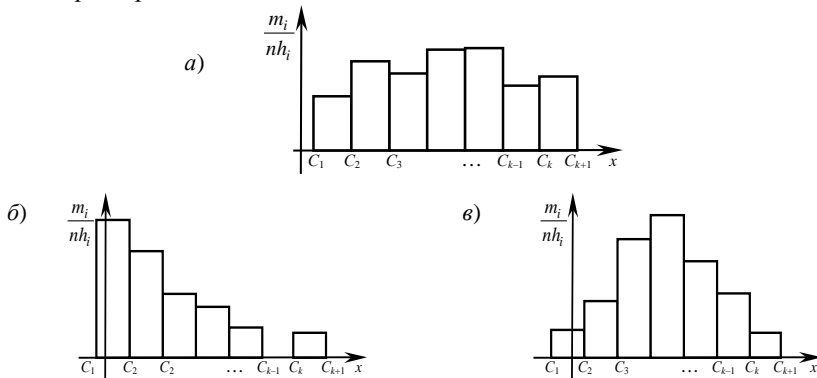 m_i
nh_i
а)
C_1 C_2 C_3 … C_{k–1} C_k C_{k+1} x
б)
m_i
nh_i
C_1 C_2 C_2 … C_{k–1} C_k C_{k+1} x
в)
m_i
nh_i
C_1 C_2 C_3 … C_{k–1} C_k C_{k+1} x